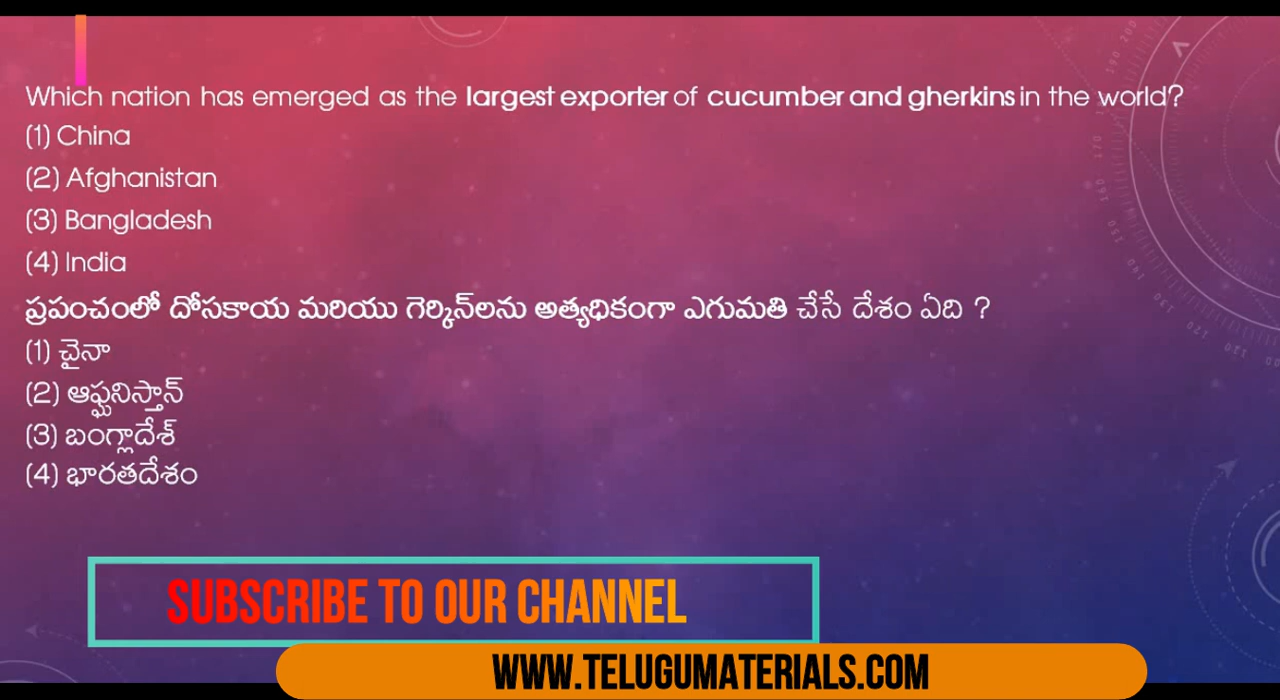 Which nation has emerged as the largest exporter of cucumber and gherkins in the world?
(1) China
(2) Afghanistan
(3) Bangladesh
(4) India
ప్రపంచంలో దోసకాయ మరియు గెర్కిన్‌లను అత్యధికంగా ఎగుమతి చేసే దేశం ఏది ?
(1) చైనా
(2) ఆఫ్ఘనిస్తాన్
(3) బంగ్లాదేశ్
(4) భారతదేశం
SUBSCRIBE TO OUR CHANNEL
WWW.TELUGUMATERIALS.COM